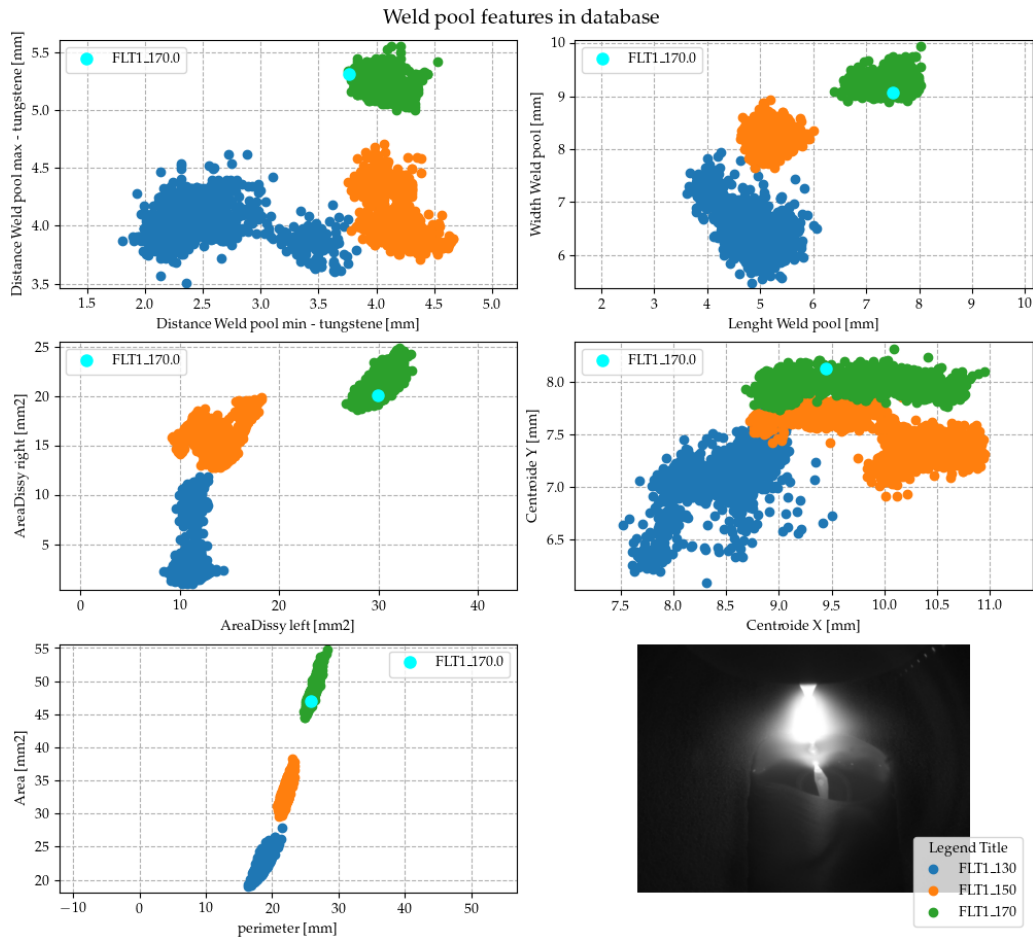 Weld pool features in database
Distance Weld pool max - tungstene [mm]
5.5
5.0
4.5
4.0
3.5
FLT1_170.0
1.5 2.0 2.5 3.0 3.5 4.0 4.5 5.0
Distance Weld pool min - tungstene [mm]
Width Weld pool [mm]
10
9
8
7
6
FLT1_170.0
2 3 4 5 6 7 8 9 10
Lenght Weld pool [mm]
AreaDissy right [mm2]
25
20
15
10
5
FLT1_170.0
0 10 20 30 40
AreaDissy left [mm2]
Centroide Y [mm]
8.0
7.5
7.0
6.5
FLT1_170.0
7.5 8.0 8.5 9.0 9.5 10.0 10.5 11.0
Centroide X [mm]
Area [mm2]
55
50
45
40
35
30
25
20
FLT1_170.0
−10 0 10 20 30 40 50
perimeter [mm]
Legend Title
FLT1_130
FLT1_150
FLT1_170